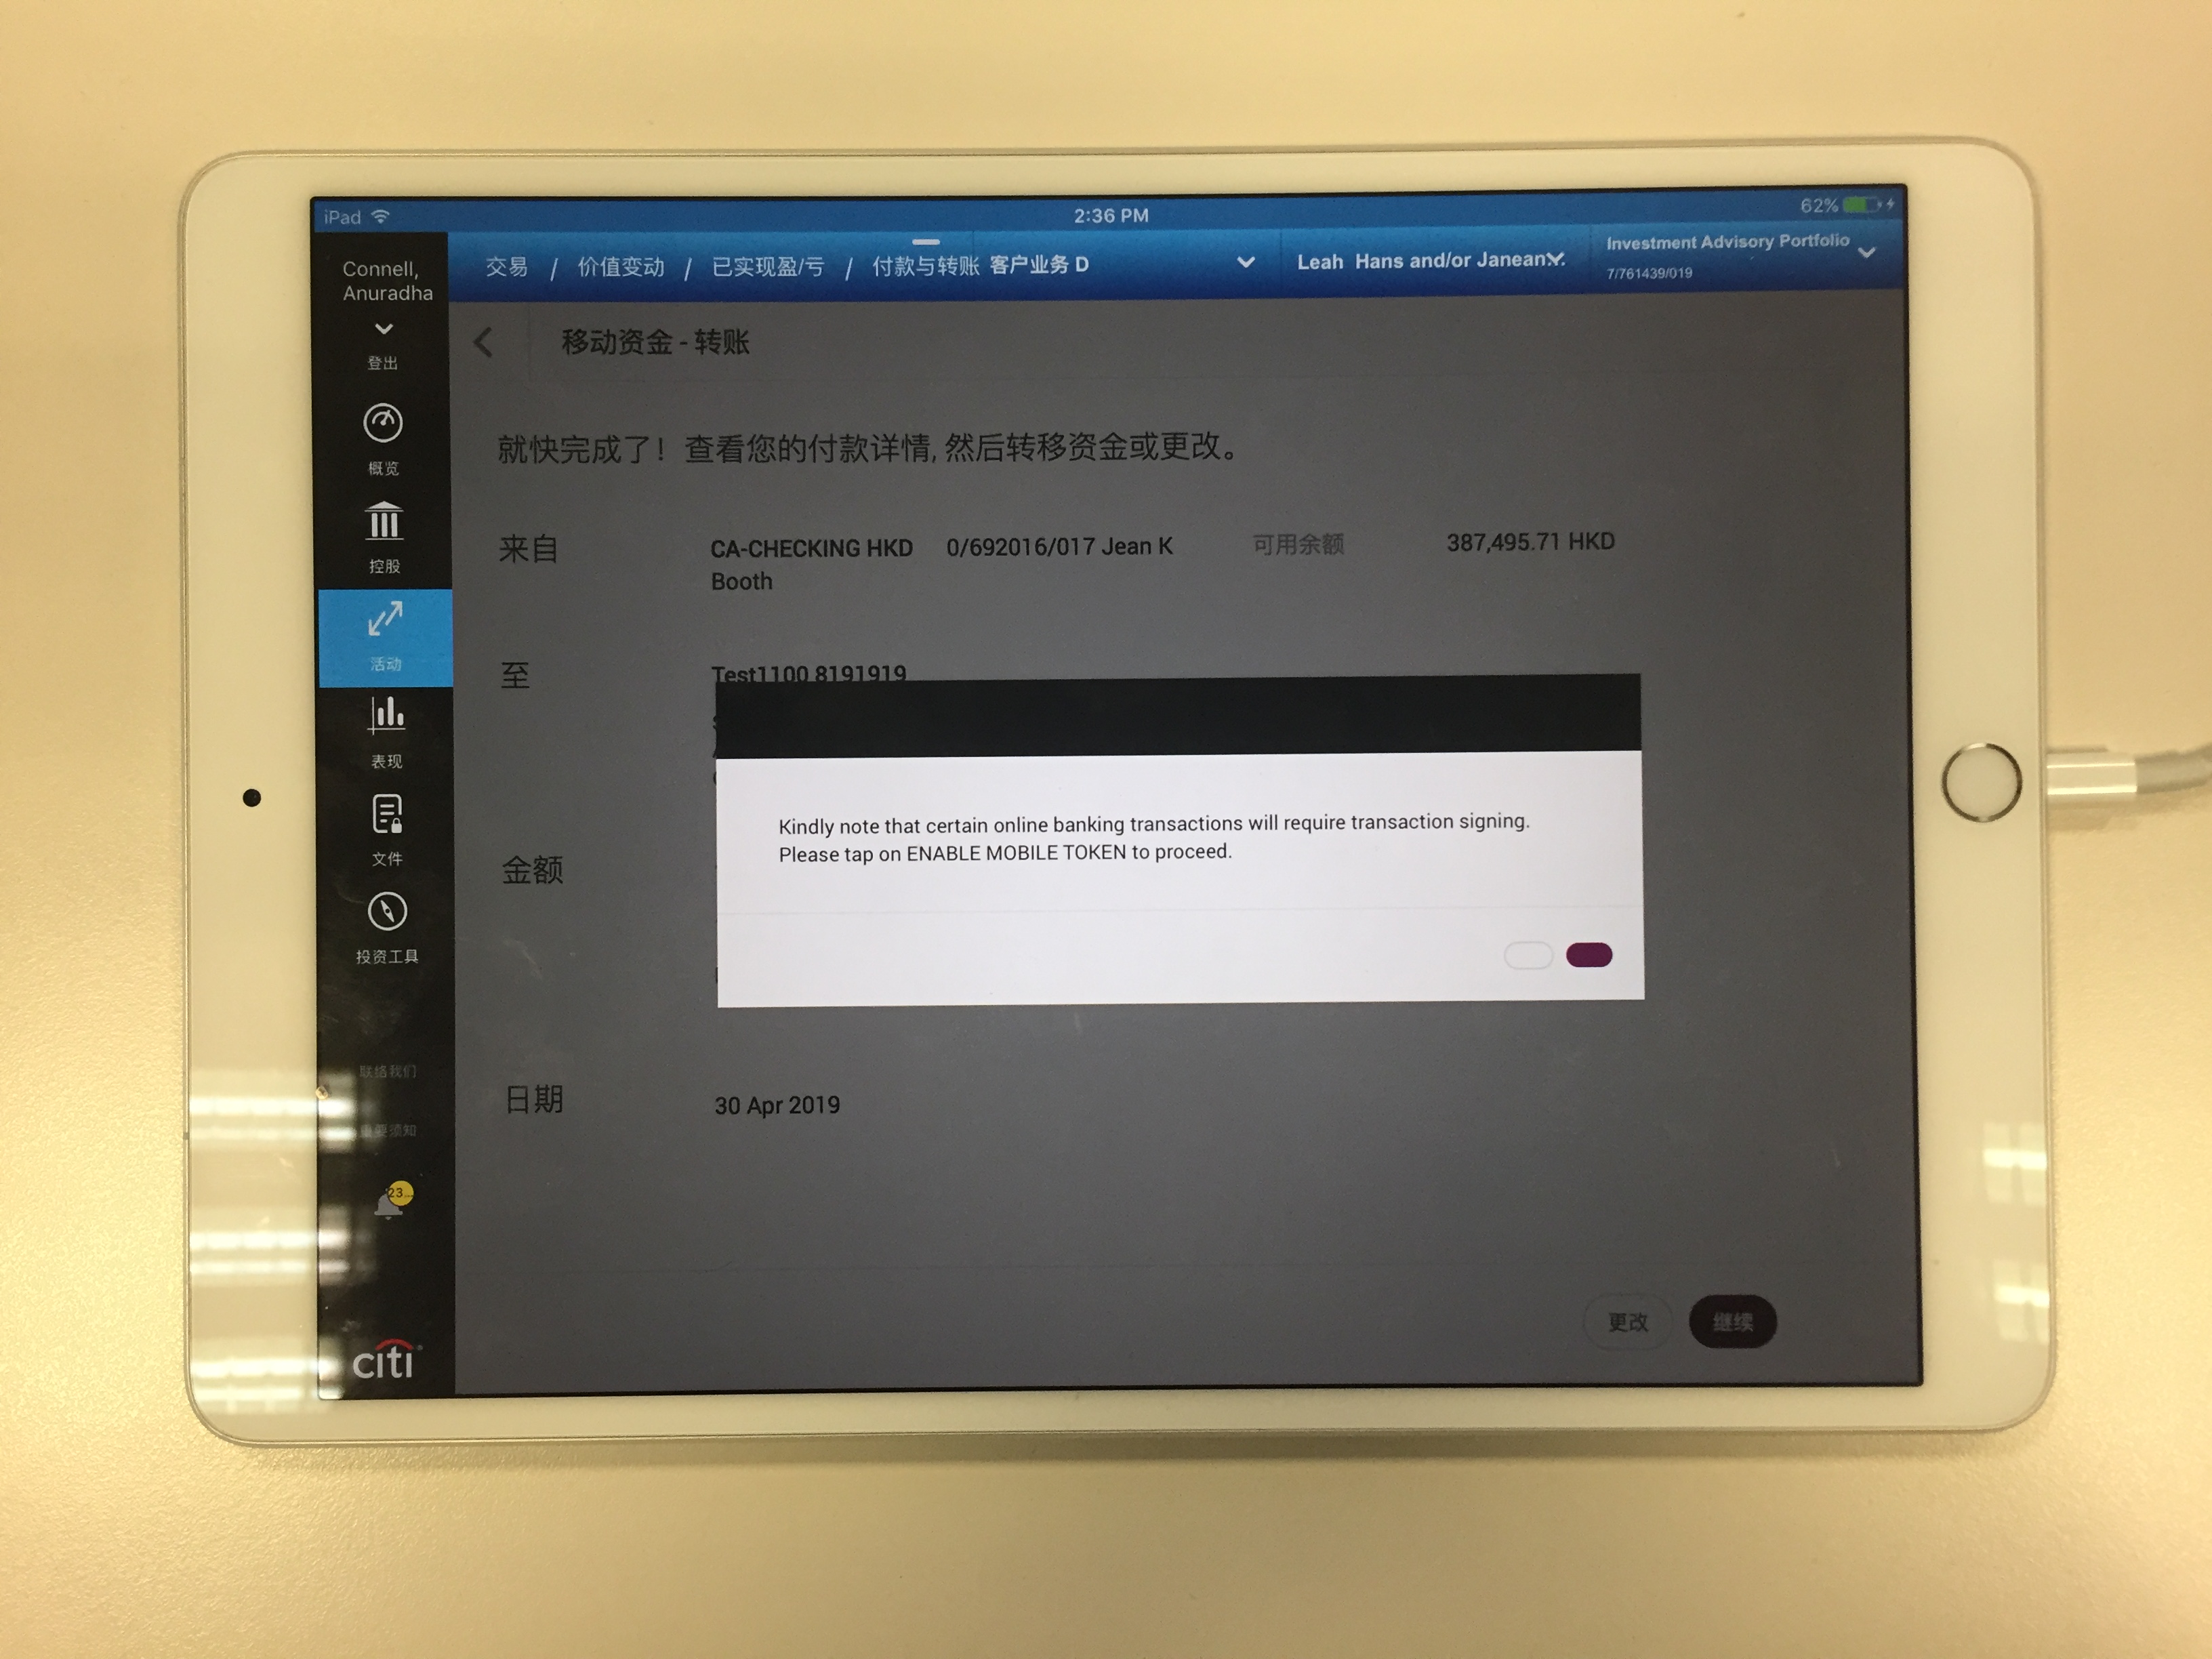 iPad
2:36 PM
62%
Connell,
Anuradha
登出
概览
控股
活动
表现
文件
投资工具
联络我们
重要须知
23
citi
交易 / 价值变动 / 已实现盈/亏 / 付款与转账
客户业务 D
Leah Hans and/or Janean
Investment Advisory Portfolio
7/761439/019
移动资金 - 转账
就快完成了! 查看您的付款详情, 然后转移资金或更改。
来自
CA-CHECKING HKD 0/692016/017 Jean K
Booth
可用余额 387,495.71 HKD
至
Test1100 819191
Kindly note that certain online banking transactions will require transaction signing.
Please tap on ENABLE MOBILE TOKEN to proceed.
金额
日期
30 Apr 2019
更改
继续